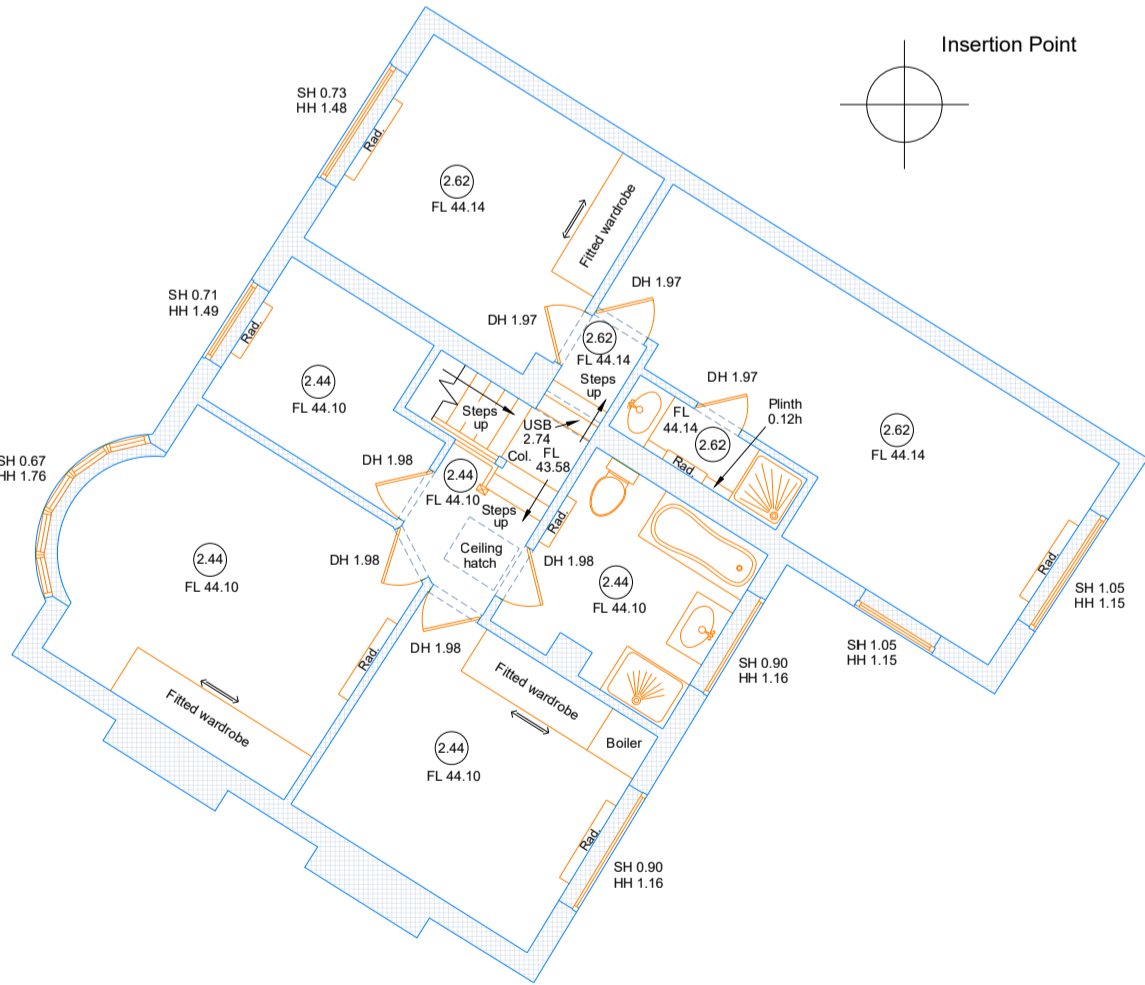 Insertion Point
SH 0.73
HH 1.48
Rad.
2.62
FL 44.14
Fitted wardrobe
DH 1.97
DH 1.97
SH 0.71
HH 1.49
Rad.
2.62
FL 44.14
Steps
up
2.44
FL 44.10
Steps
up
USB
2.74
FL
43.58
Col.
DH 1.97
Plinth
0.12h
FL
44.14
2.62
Rad.
2.62
FL 44.14
SH 0.67
HH 1.76
DH 1.98
2.44
FL 44.10
Steps
up
Rad.
Ceiling
hatch
DH 1.98
DH 1.98
2.44
FL 44.10
2.44
FL 44.10
Rad.
SH 1.05
HH 1.15
SH 1.05
HH 1.15
DH 1.98
Rad.
SH 0.90
HH 1.16
Fitted wardrobe
Fitted wardrobe
Boiler
2.44
FL 44.10
Rad.
SH 0.90
HH 1.16